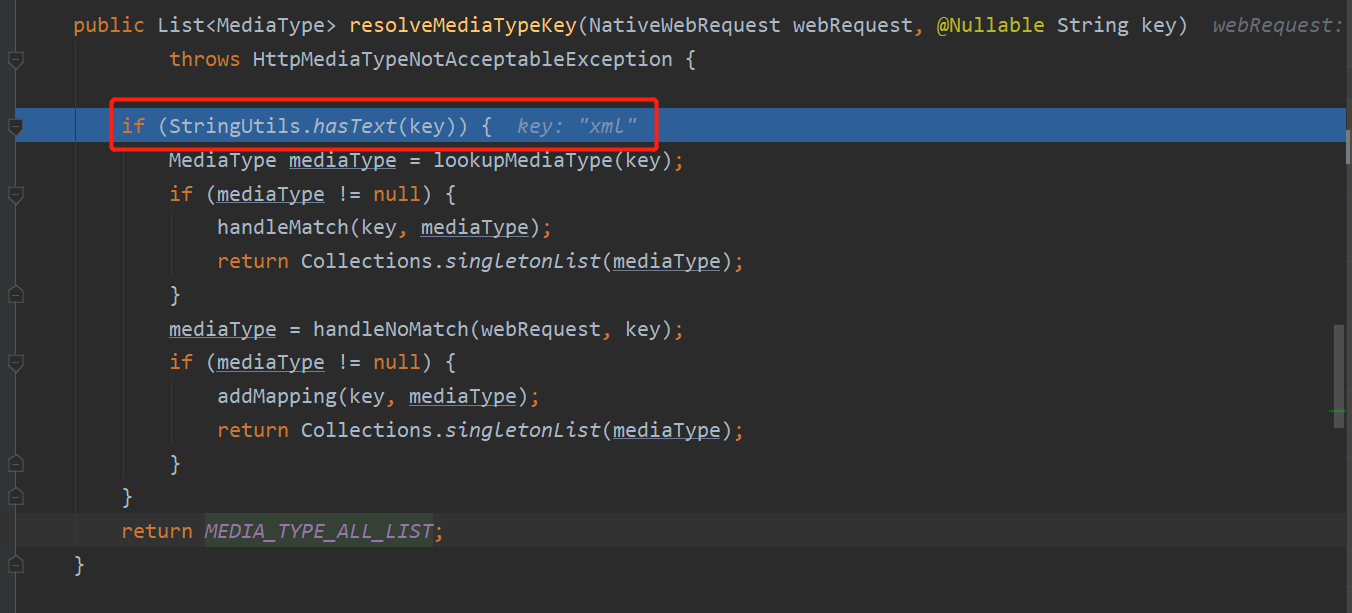 public List<MediaType> resolveMediaTypeKey(NativeWebRequest webRequest, @Nullable String key) webRequest:
throws HttpMediaTypeNotAcceptableException {
if (StringUtils.hasText(key)) { key: "xml"
MediaType mediaType = lookupMediaType(key);
if (mediaType != null) {
handleMatch(key, mediaType);
return Collections.singletonList(mediaType);
}
mediaType = handleNoMatch(webRequest, key);
if (mediaType != null) {
addMapping(key, mediaType);
return Collections.singletonList(mediaType);
}
}
return MEDIA_TYPE_ALL_LIST;
}